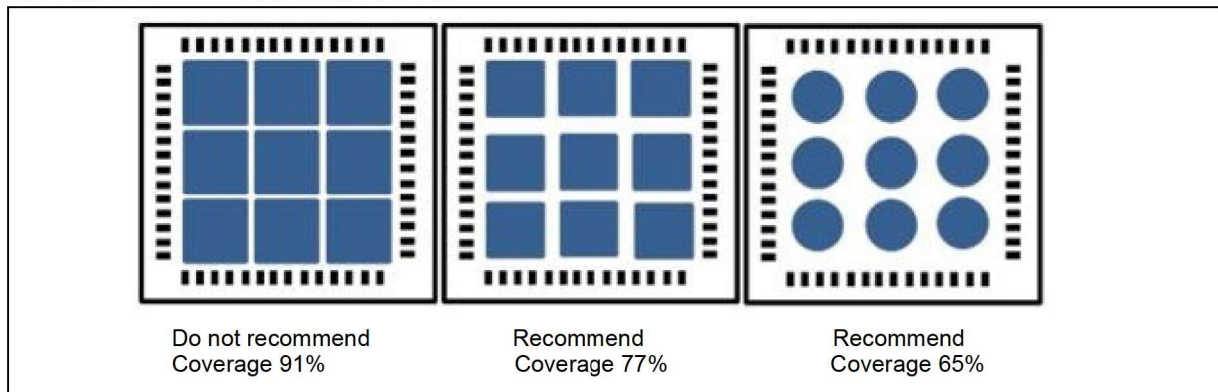 Do not recommend
Coverage 91%
Recommend
Coverage 77%
Recommend
Coverage 65%